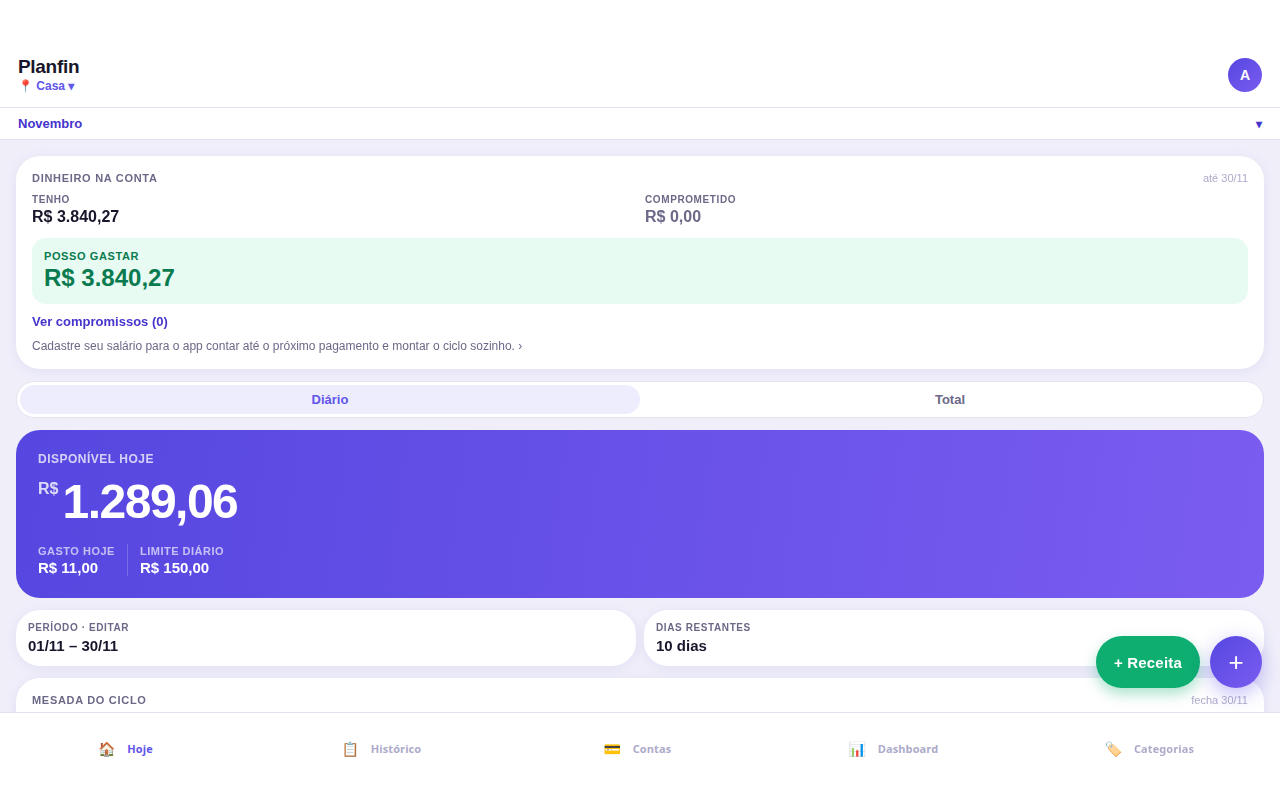 Planfin
A
📍 Casa ▾
Novembro ▾
DINHEIRO NA CONTA até 30/11
TENHO COMPROMETIDO
R$ 3.840,27 R$ 0,00
POSSO GASTAR
R$ 3.840,27
Ver compromissos (0)
Cadastre seu salário para o app contar até o próximo pagamento e montar o ciclo sozinho. ›
Diário Total
DISPONÍVEL HOJE
R$ 1.289,06
GASTO HOJE LIMITE DIÁRIO
R$ 11,00 R$ 150,00
PERÍODO · EDITAR DIAS RESTANTES
01/11 – 30/11 10 dias
+ Receita +
MESADA DO CICLO fecha 30/11
Hoje Histórico Contas Dashboard Categorias